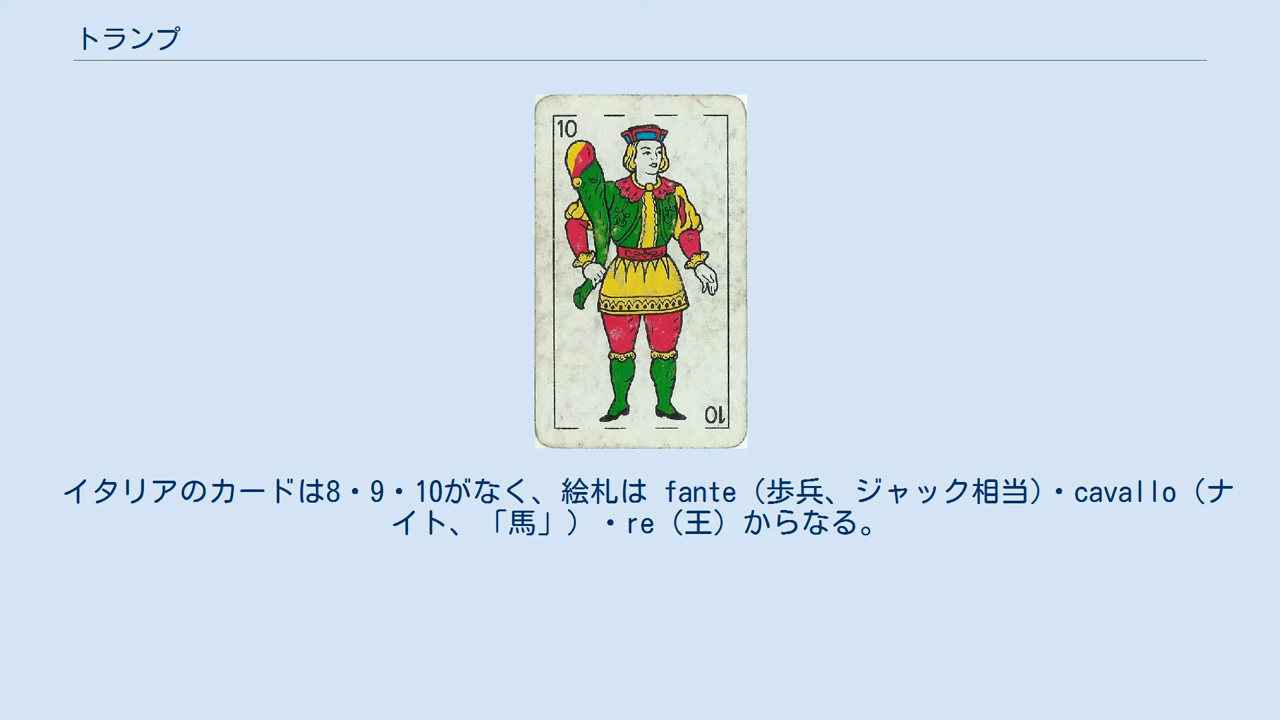 トランプ
10
10
イタリアのカードは8・9・10がなく、絵札は fante（歩兵、ジャック相当）・cavallo（ナ
イト、「馬」）・re（王）からなる。